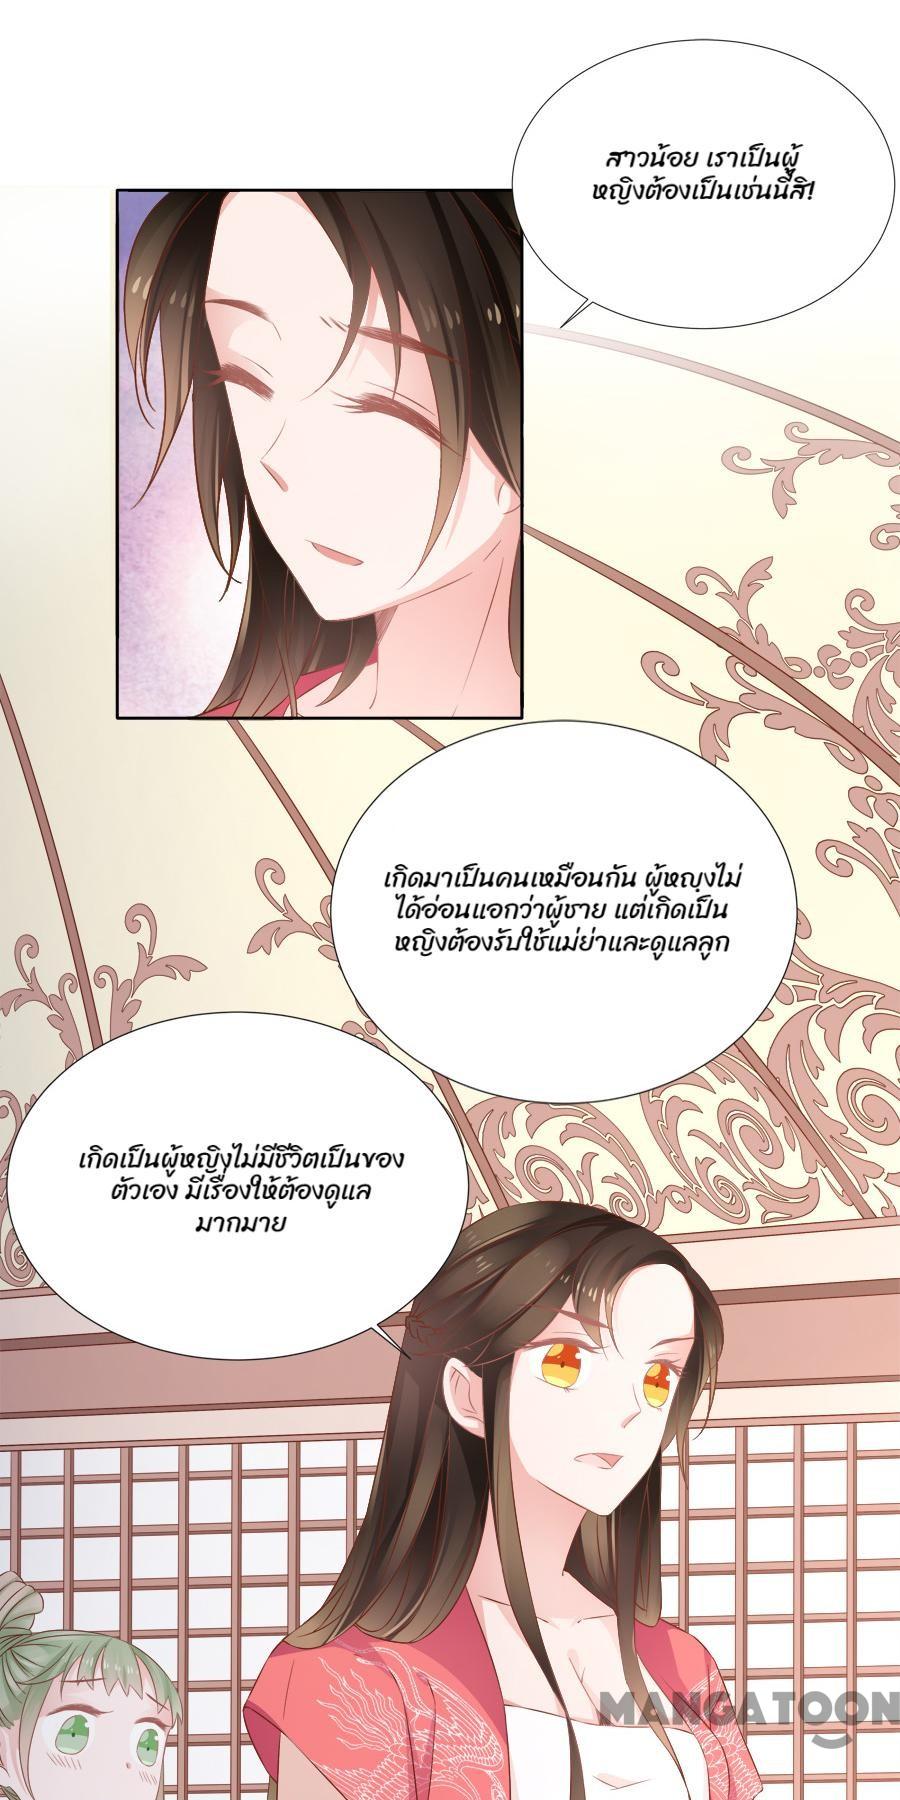 สาวน้อย เราเป็นผู้
หญิงต้องเป็นเช่นนี้สิ!
เกิดมาเป็นคนเหมือนกัน ผู้หญงไม่
ได้อ่อนแอกว่าผู้ชาย แต่เกิดเป็น
หญิงต้องรับใช้แม่ย่าและดูแลลูก
เกิดเป็นผู้หญิงไม่มีชีวิตเป็นของ
ตัวเอง มีเรื่องให้ต้องดูแล
มากมาย
MANGATOON